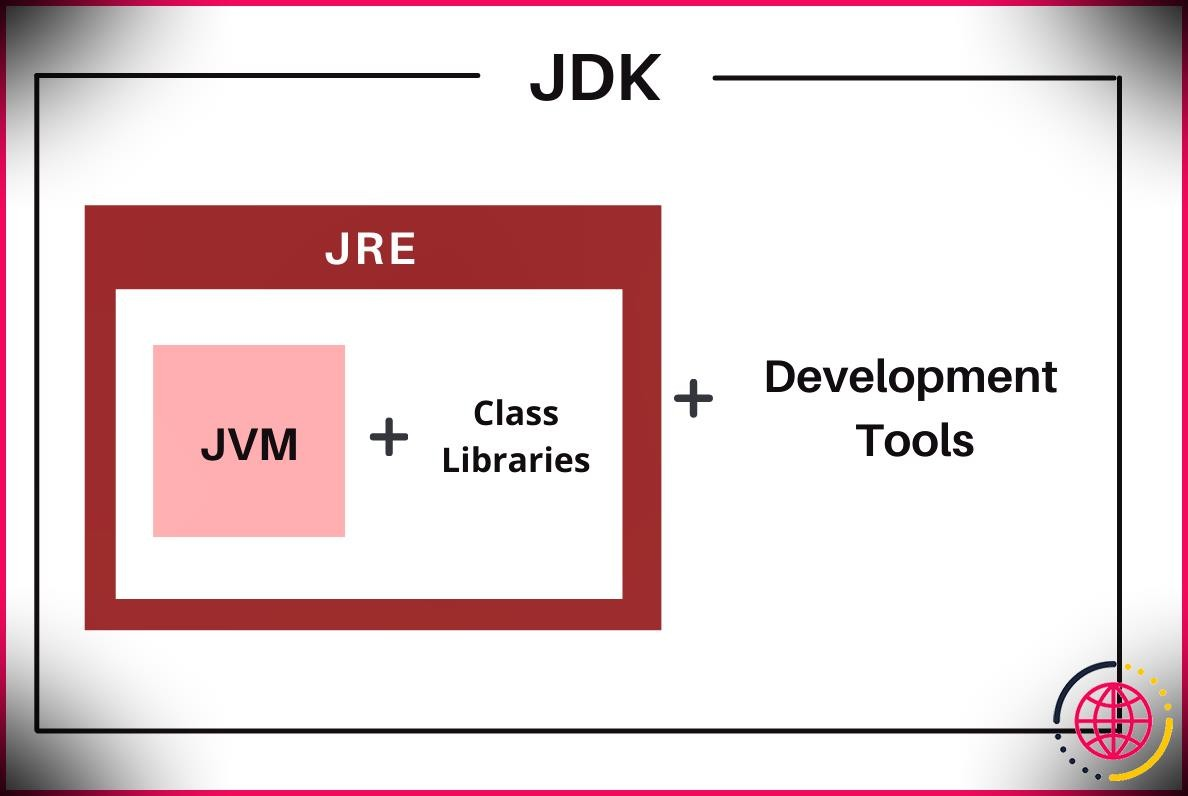 JDK
JRE
JVM
+
Class
Libraries
+
Development
Tools